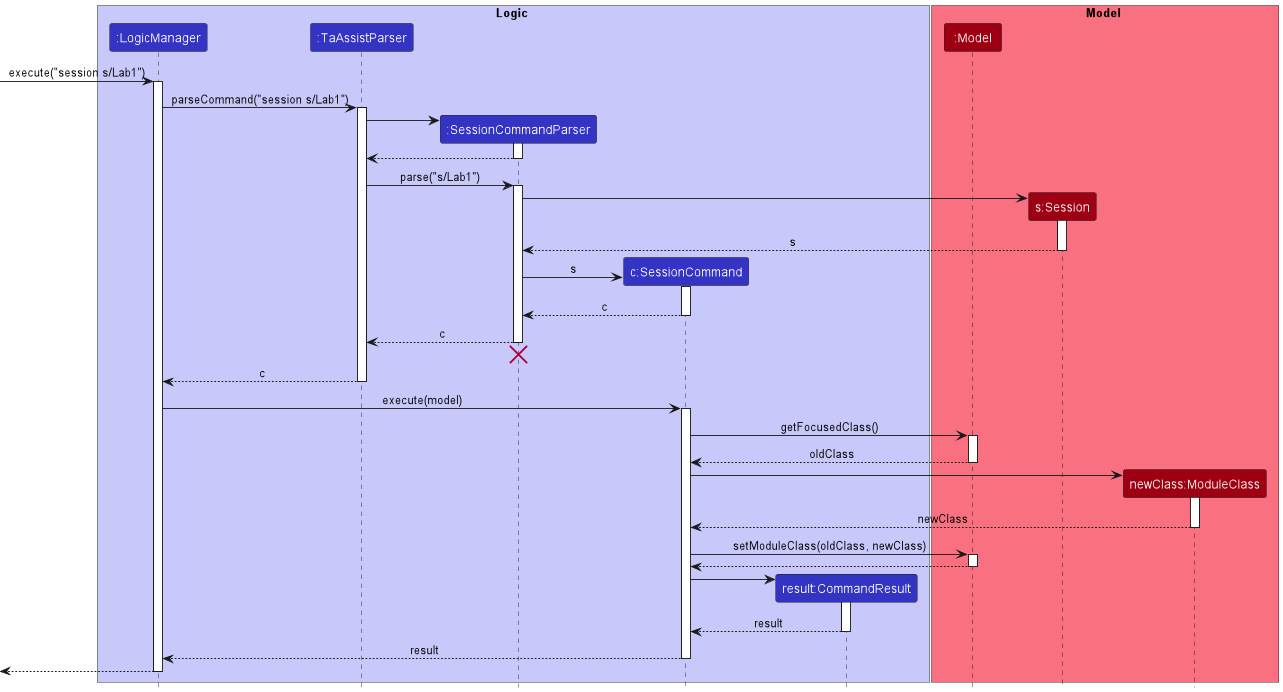 Logic
Model
:LogicManager
:TaAssistParser
:Model
execute("session s/Lab1")
parseCommand("session s/Lab1")
:SessionCommandParser
parse("s/Lab1")
s:Session
s
s
c:SessionCommand
c
c
c
execute(model)
getFocusedClass()
oldClass
newClass:ModuleClass
newClass
setModuleClass(oldClass, newClass)
result:CommandResult
result
result